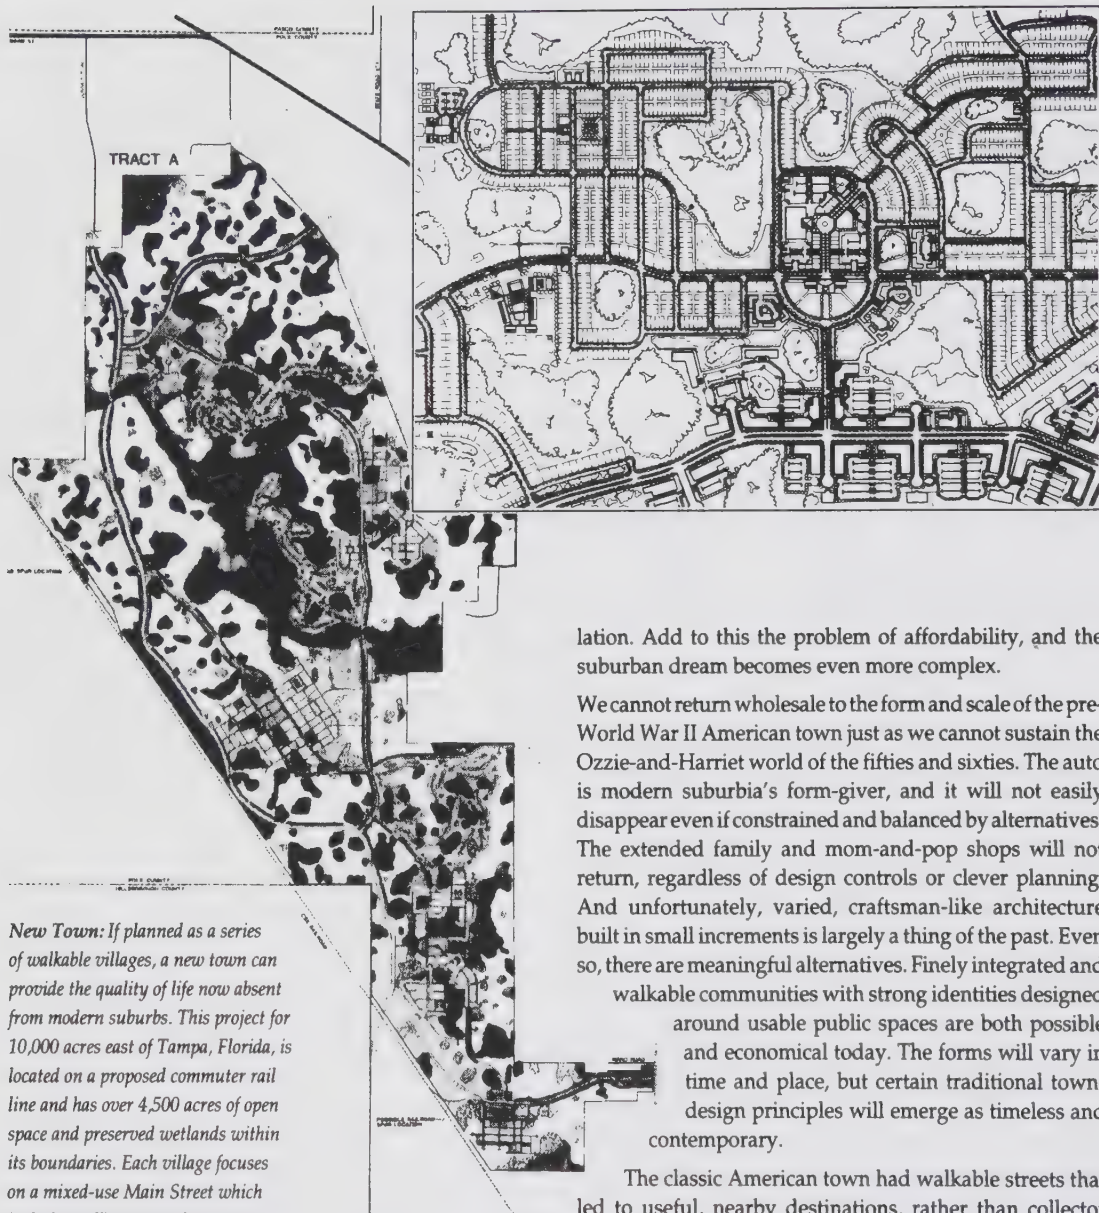 PASCO COUNTY
POLK COUNTY
TRACT A
POLK COUNTY
HILLSBOROUGH COUNTY
New Town: If planned as a series
of walkable villages, a new town can
provide the quality of life now absent
from modern suburbs. This project for
10,000 acres east of Tampa, Florida, is
located on a proposed commuter rail
line and has over 4,500 acres of open
space and preserved wetlands within
its boundaries. Each village focuses
on a mixed-use Main Street which
lation. Add to this the problem of affordability, and the
suburban dream becomes even more complex.
We cannot return wholesale to the form and scale of the pre-
World War II American town just as we cannot sustain the
Ozzie-and-Harriet world of the fifties and sixties. The auto
is modern suburbia's form-giver, and it will not easily
disappear even if constrained and balanced by alternatives
The extended family and mom-and-pop shops will no
return, regardless of design controls or clever planning
And unfortunately, varied, craftsman-like architecture
built in small increments is largely a thing of the past. Even
so, there are meaningful alternatives. Finely integrated and
walkable communities with strong identities designed
around usable public spaces are both possible
and economical today. The forms will vary in
time and place, but certain traditional town
design principles will emerge as timeless and
contemporary.
The classic American town had walkable streets tha
led to useful, nearby destinations, rather than collecto